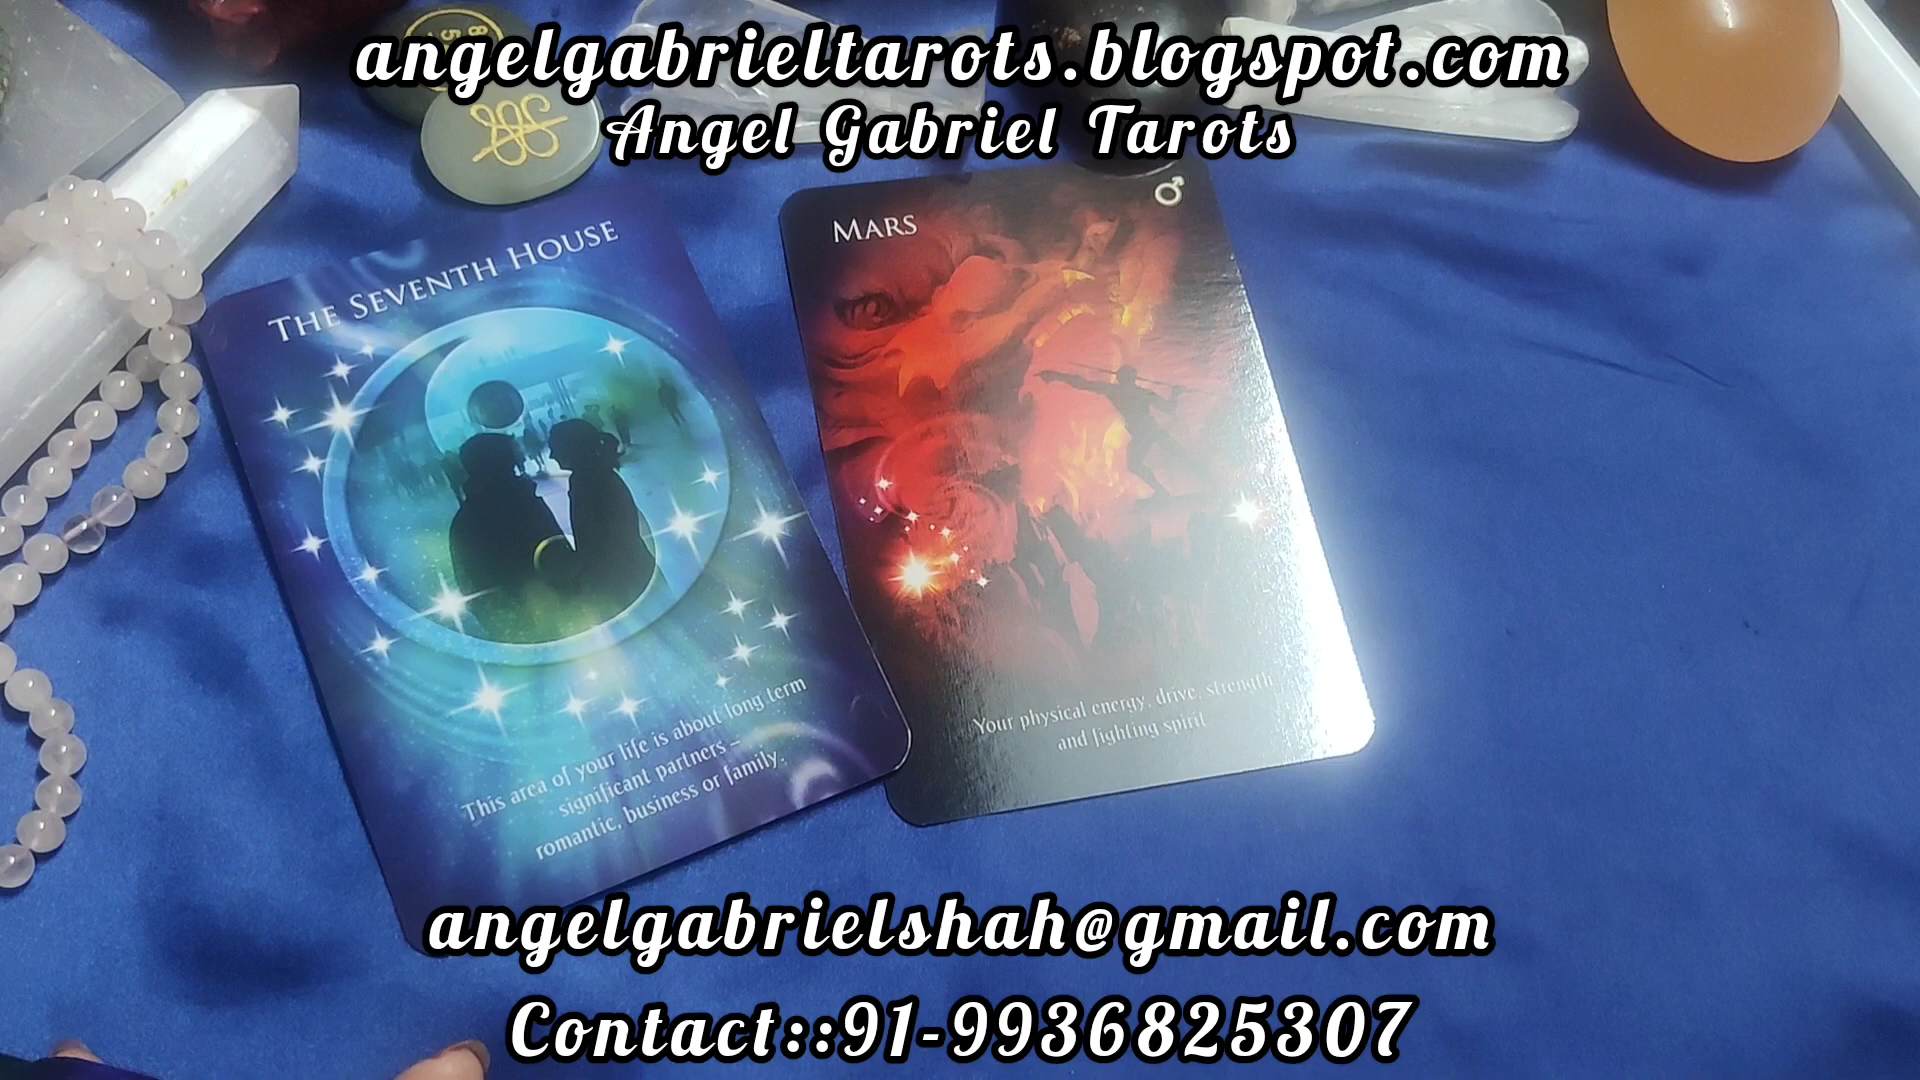 angelgabrieltarots.blogspot.com
Angel Gabriel Tarots
THE SEVENTH HOUSE
This area of your life is about long term
significant partners –
romantic, business or family.
MARS
Your physical energy, drive, strength
and fighting spirit
angelgabrielshah@gmail.com
Contact::91-9936825307